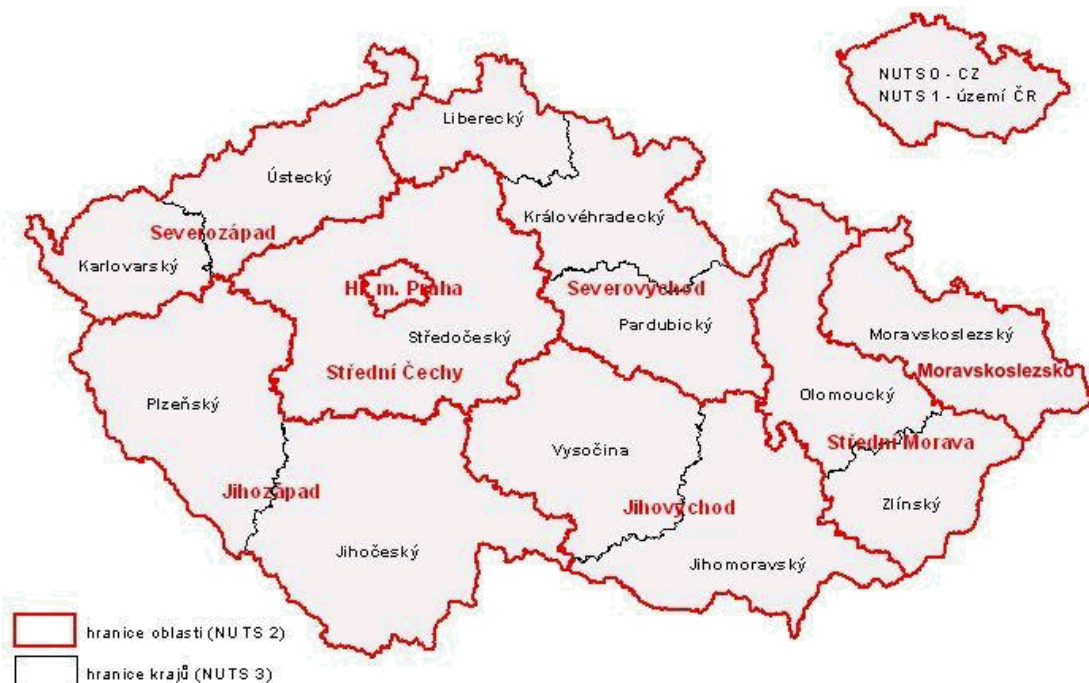 NUTS 0 - CZ
NUTS 1 - území ČR
Liberecký
Ústecký
Královéhradecký
Severozápad
Karlovarský
Hl. m. Praha
Severovýchod
Středočeský
Pardubický
Moravskoslezský
Střední Čechy
Moravskoslezsko
Plzeňský
Olomoucký
Vysočina
Střední Morava
Jihozápad
Jihovýchod
Zlínský
Jihočeský
Jihomoravský
hranice oblastí (NUTS 2)
hranice krajů (NUTS 3)